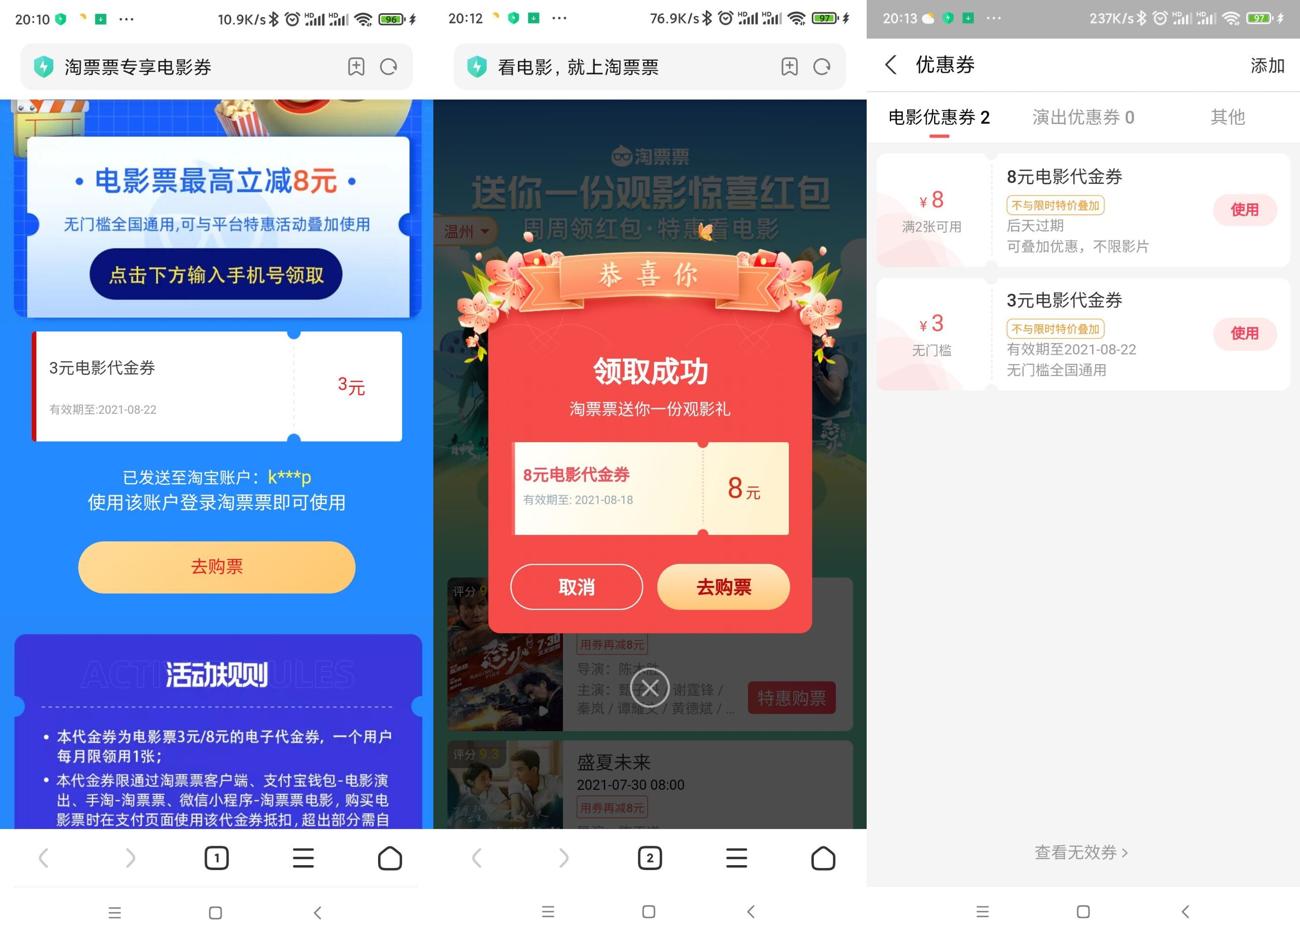 20:10
10.9K/s
HD
HD
96
淘票票专享电影券
电影票最高立减8元
无门槛全国通用,可与平台特惠活动叠加使用
点击下方输入手机号领取
3元电影代金券
3元
有效期至:2021-08-22
已发送至淘宝账户：k***p
使用该账户登录淘票票即可使用
去购票
ACTI
ULES
活动规则
• 本代金券为电影票3元/8元的电子代金券，一个用户
每月限领用1张；
• 本代金券限通过淘票票客户端、支付宝钱包-电影演
出、手淘-淘票票、微信小程序-淘票票电影，购买电
影票时在支付页面使用该代金券抵扣，超出部分需自
1
20:12
76.9K/s
HD
HD
97
看电影，就上淘票票
淘票票
送你一份观影惊喜红包
温州
周周领红包·特惠看电影
恭喜你
领取成功
淘票票送你一份观影礼
8元电影代金券
有效期至: 2021-08-18
8元
取消
去购票
评分 9
7·30
用券再减8元
导演：陈木胜
主演：甄子丹 / 谢霆锋 /
秦岚 / 谭耀文 / 黄德斌 / ...
特惠购票
评分 9.3
盛夏未来
2021-07-30 08:00
用券再减8元
2
20:13
237K/s
HD
HD
97
优惠券
添加
电影优惠券 2
演出优惠券 0
其他
¥ 8
满2张可用
8元电影代金券
不与限时特价叠加
后天过期
可叠加优惠，不限影片
使用
¥ 3
无门槛
3元电影代金券
不与限时特价叠加
有效期至2021-08-22
无门槛全国通用
使用
查看无效券 >